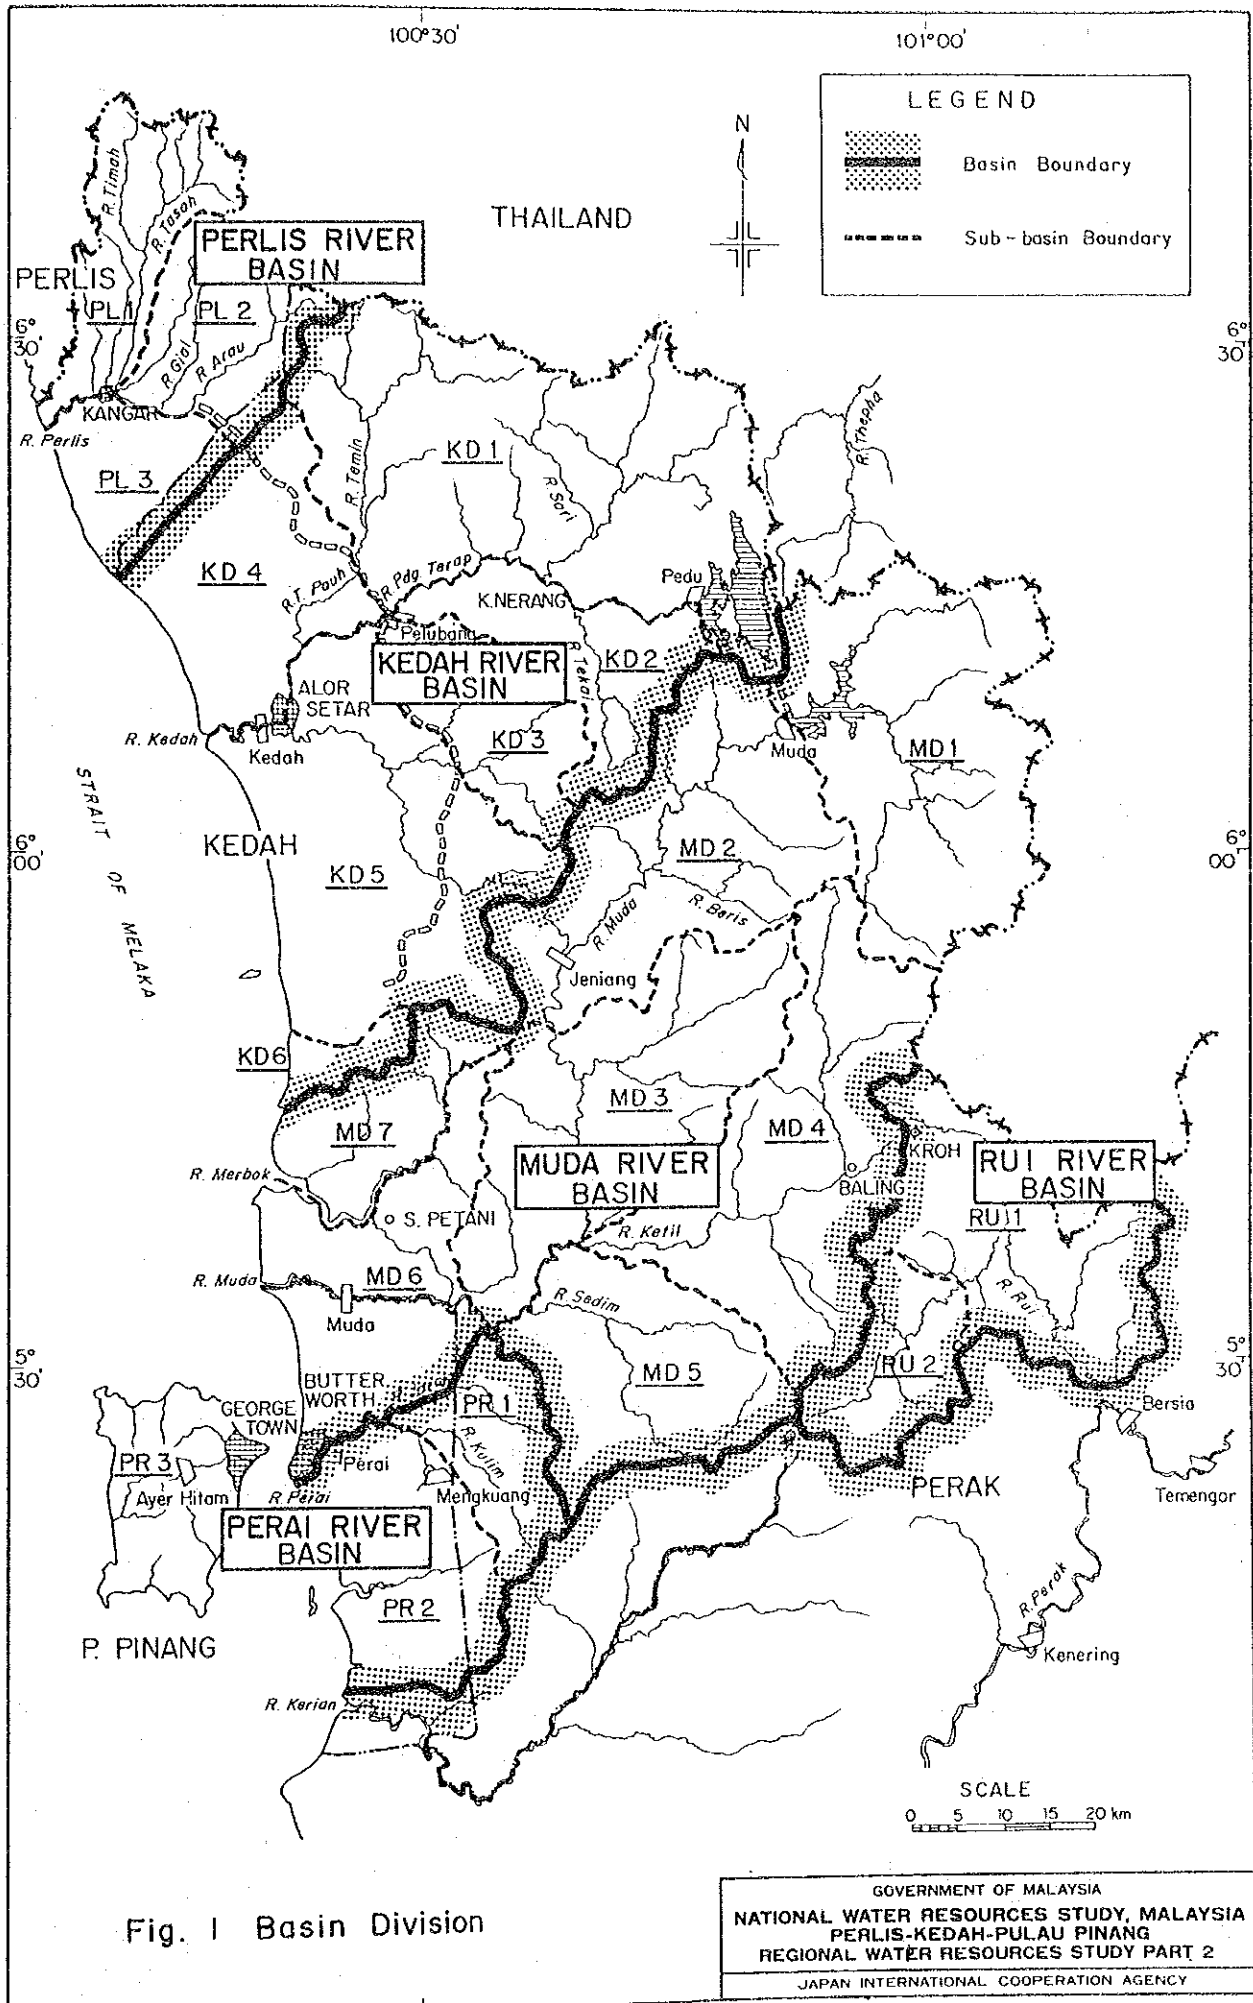 100°30'
101°00'
LEGEND
Basin Boundary
Sub-basin Boundary
N
THAILAND
R. Timah
R. Tasoh
PERLIS RIVER
BASIN
PERLIS
PL 1
PL 2
6°
30'
6°
30'
R. Gial
R. Arau
KANGAR
R. Perlis
PL 3
R. Temin
KD 1
R. Sori
R. Thepha
KD 4
R.T. Pauh
R. Pdg Terap
K.NERANG
Pedu
Pelubang
KEDAH RIVER
BASIN
R. Tekai
KD 2
ALOR
SETAR
R. Kedah
Kedah
KD 3
Muda
MD 1
STRAIT OF MELAKA
KEDAH
6°
00'
6°
00'
MD 2
KD 5
R. Muda
R. Beris
Jeniang
KD 6
MD 3
MD 4
MD 7
KROH
MUDA RIVER
BASIN
RUI RIVER
BASIN
R. Merbok
BALING
S. PETANI
R. Ketil
RU 1
R. Muda
MD 6
R. Sedim
R. Rui
Muda
5°
30'
5°
30'
MD 5
RU 2
BUTTER
WORTH
GEORGE
TOWN
PR 1
Bersia
PR 3
R. Kulim
Perai
Ayer Hitam
R. Perai
Mengkuang
PERAK
Temengor
PERAI RIVER
BASIN
PR 2
R. Perak
P. PINANG
Kenering
R. Kerian
SCALE
0 5 10 15 20 km
Fig. 1 Basin Division
GOVERNMENT OF MALAYSIA
NATIONAL WATER RESOURCES STUDY, MALAYSIA
PERLIS-KEDAH-PULAU PINANG
REGIONAL WATER RESOURCES STUDY PART 2
JAPAN INTERNATIONAL COOPERATION AGENCY